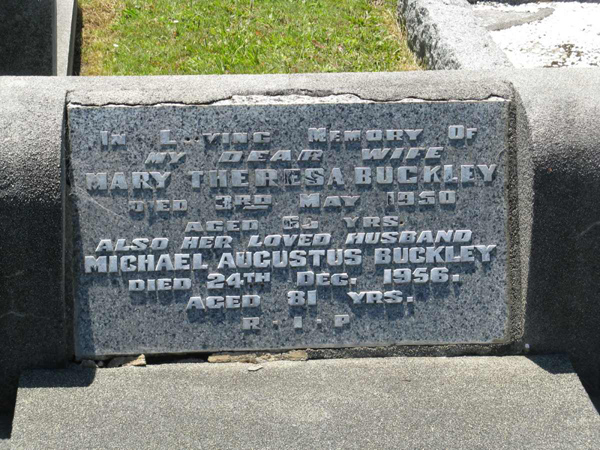 In Loving Memory Of
MY DEAR WIFE
MARY THERESA BUCKLEY
DIED 3RD MAY 1950
AGED YRS.
ALSO HER LOVED HUSBAND
MICHAEL AUGUSTUS BUCKLEY
DIED 24TH DEC. 1956.
AGED 81 YRS.
R.I.P